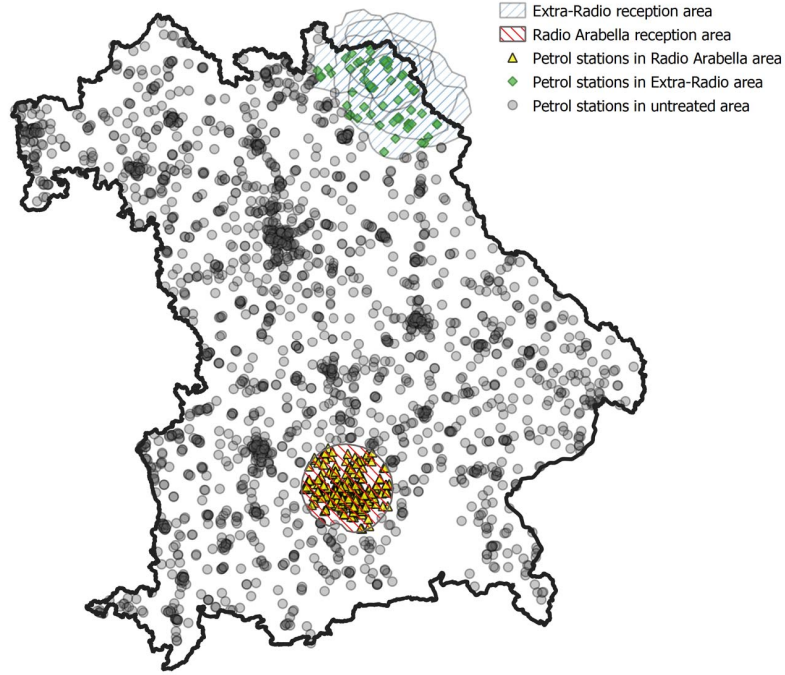 Extra-Radio reception area
Radio Arabella reception area
Petrol stations in Radio Arabella area
Petrol stations in Extra-Radio area
Petrol stations in untreated area